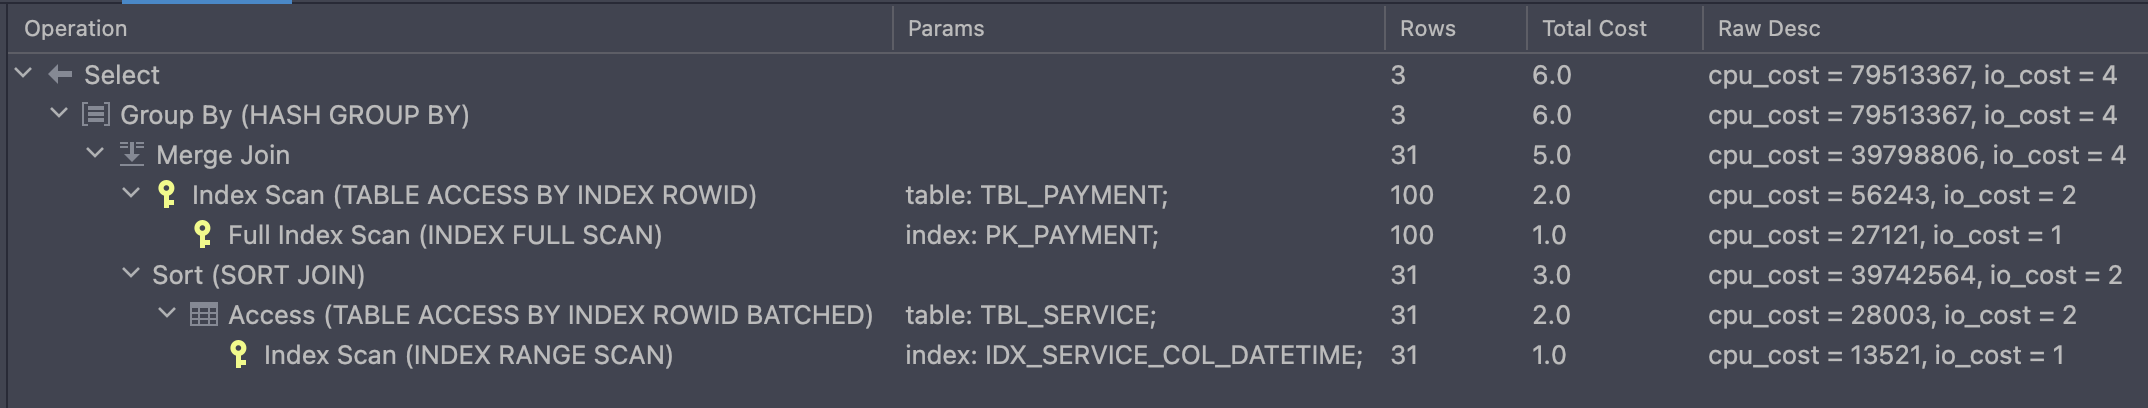 Operation Params Rows Total Cost Raw Desc
Select 3 6.0 cpu_cost = 79513367, io_cost = 4
Group By (HASH GROUP BY) 3 6.0 cpu_cost = 79513367, io_cost = 4
Merge Join 31 5.0 cpu_cost = 39798806, io_cost = 4
Index Scan (TABLE ACCESS BY INDEX ROWID) table: TBL_PAYMENT; 100 2.0 cpu_cost = 56243, io_cost = 2
Full Index Scan (INDEX FULL SCAN) index: PK_PAYMENT; 100 1.0 cpu_cost = 27121, io_cost = 1
Sort (SORT JOIN) 31 3.0 cpu_cost = 39742564, io_cost = 2
Access (TABLE ACCESS BY INDEX ROWID BATCHED) table: TBL_SERVICE; 31 2.0 cpu_cost = 28003, io_cost = 2
Index Scan (INDEX RANGE SCAN) index: IDX_SERVICE_COL_DATETIME; 31 1.0 cpu_cost = 13521, io_cost = 1